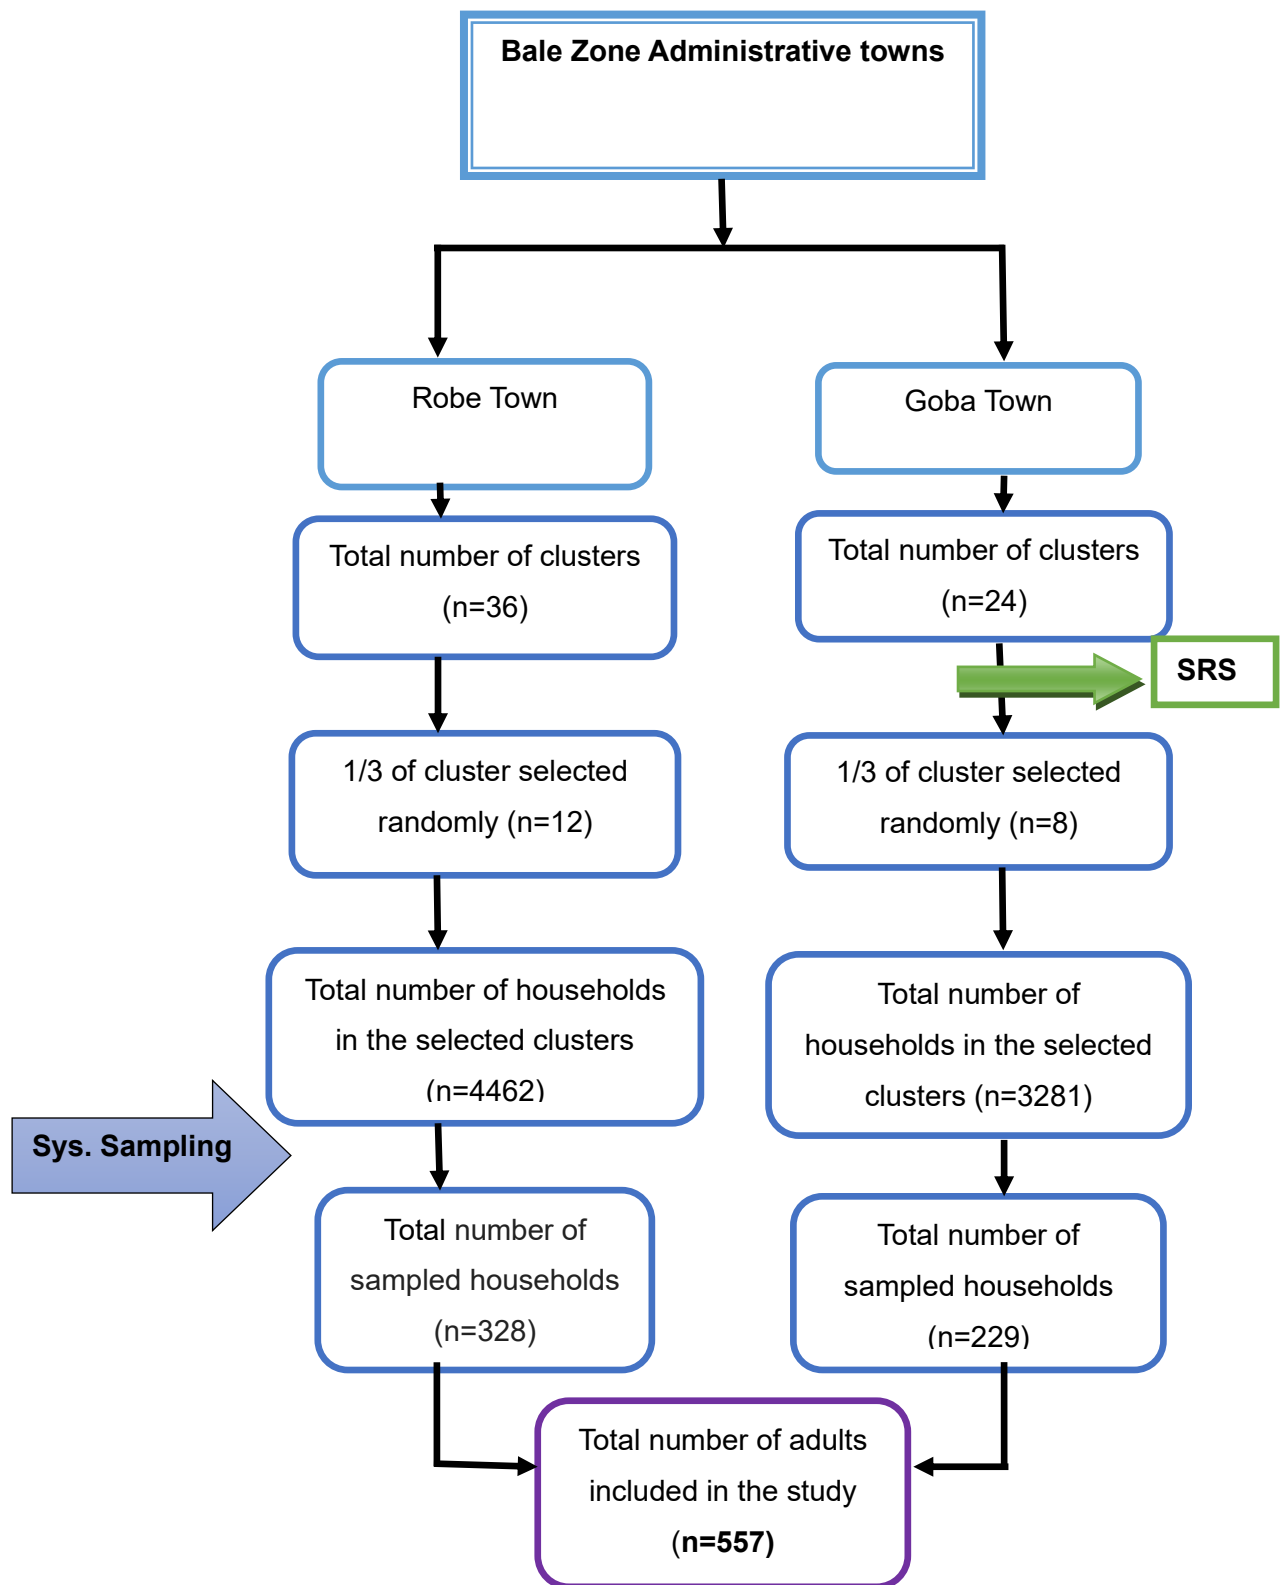 Bale Zone Administrative towns
Robe Town
Goba Town
Total number of clusters
(n=36)
Total number of clusters
(n=24)
SRS
1/3 of cluster selected
randomly (n=12)
1/3 of cluster selected
randomly (n=8)
Total number of households
in the selected clusters
(n=4462)
Total number of
households in the selected
clusters (n=3281)
Sys. Sampling
Total number of
sampled households
(n=328)
Total number of
sampled households
(n=229)
Total number of adults
included in the study
(n=557)